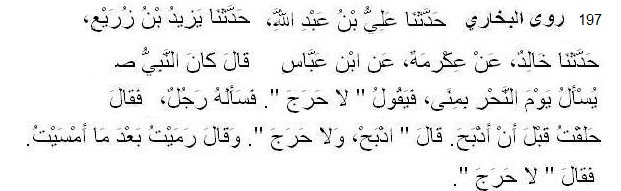 197 روى البخاري حَدَّثَنَا عَلِيُّ بْنُ عَبْدِ اللَّهِ، حَدَّثَنَا يَزِيدُ بْنُ زُرَيْعٍ،
حَدَّثَنَا خَالِدٌ، عَنْ عِكْرِمَةَ، عَنِ ابْنِ عَبَّاسٍ قَالَ كَانَ النَّبِيُّ صـ
يُسْأَلُ يَوْمَ النَّحْرِ بِمِنًى، فَيَقُولُ " لاَ حَرَجَ ". فَسَأَلَهُ رَجُلٌ، فَقَالَ
حَلَقْتُ قَبْلَ أَنْ أَذْبَحَ. قَالَ " اذْبَحْ، وَلاَ حَرَجَ ". وَقَالَ رَمَيْتُ بَعْدَ مَا أَمْسَيْتُ.
فَقَالَ " لاَ حَرَجَ ".